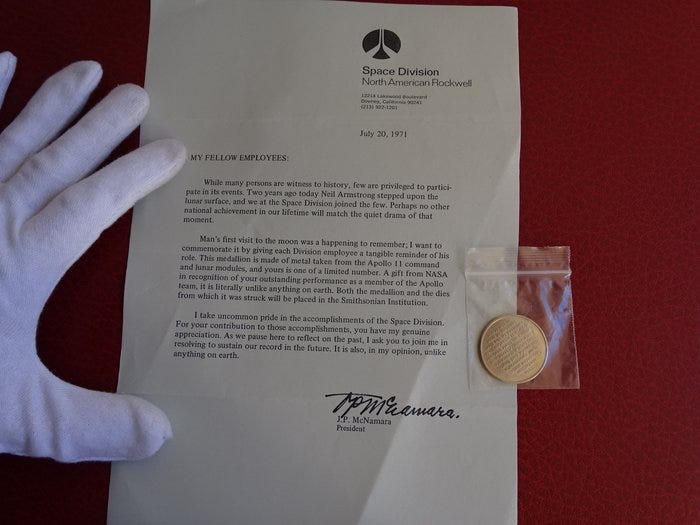 Space Division
North American Rockwell
12214 Lakewood Boulevard
Downey, California 90241
(213) 922-1201
July 20, 1971
MY FELLOW EMPLOYEES:
While many persons are witness to history, few are privileged to partici-
pate in its events. Two years ago today Neil Armstrong stepped upon the
lunar surface, and we at the Space Division joined the few. Perhaps no other
national achievement in our lifetime will match the quiet drama of that
moment.
Man's first visit to the moon was a happening to remember; I want to
commemorate it by giving each Division employee a tangible reminder of his
role. This medallion is made of metal taken from the Apollo 11 command
and lunar modules, and yours is one of a limited number. A gift from NASA
in recognition of your outstanding performance as a member of the Apollo
team, it is literally unlike anything on earth. Both the medallion and the dies
from which it was struck will be placed in the Smithsonian Institution.
I take uncommon pride in the accomplishments of the Space Division.
For your contribution to those accomplishments, you have my genuine
appreciation. As we pause here to reflect on the past, I ask you to join me in
resolving to sustain our record in the future. It is also, in my opinion, unlike
anything on earth.
JPMcNamara.
J.P. McNamara
President